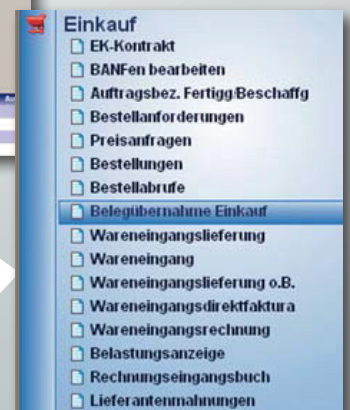 Einkauf
EK-Kontrakt
BANFen bearbeiten
Auftragsbez. Fertigg/Beschaffg
Bestellanforderungen
Preisanfragen
Bestellungen
Bestellabrufe
Belegübernahme Einkauf
Wareneingangslieferung
Wareneingang
Wareneingangslieferung o.B.
Wareneingangsdirektfaktura
Wareneingangsrechnung
Belastungsanzeige
Rechnungseingangsbuch
Lieferantenmahnungen